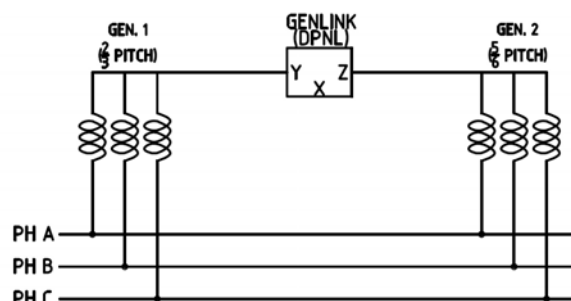 GEN. 1
(2/3 PITCH)
GENLINK
(DPNL)
GEN. 2
(5/6 PITCH)
Y Z
X
PH A
PH B
PH C